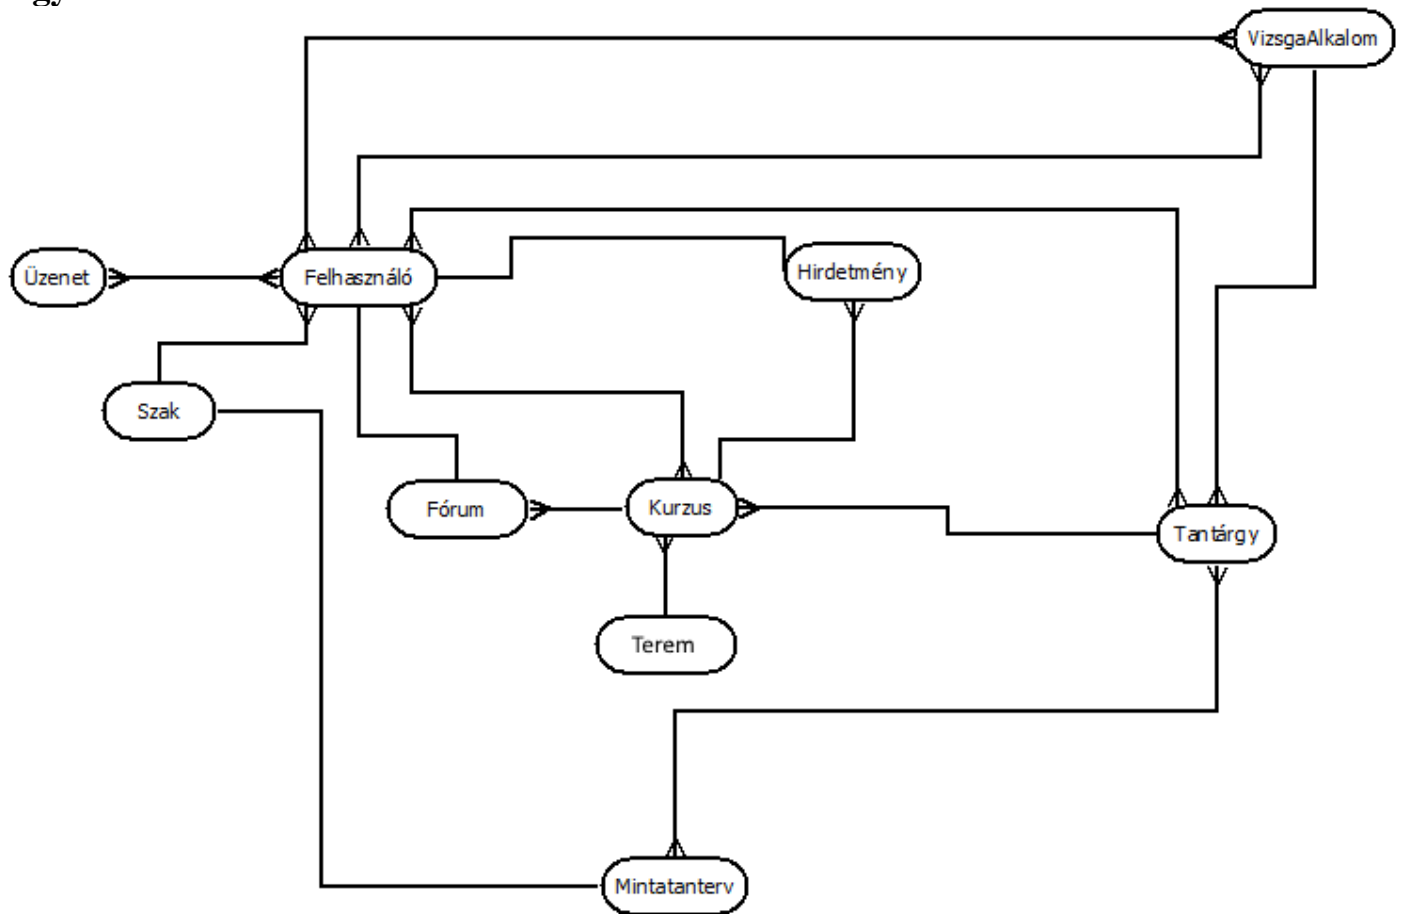 VizsgaAlkalom
Üzenet
Felhasználó
Hirdetmény
Szak
Fórum
Kurzus
Tantárgy
Terem
Mintatanterv